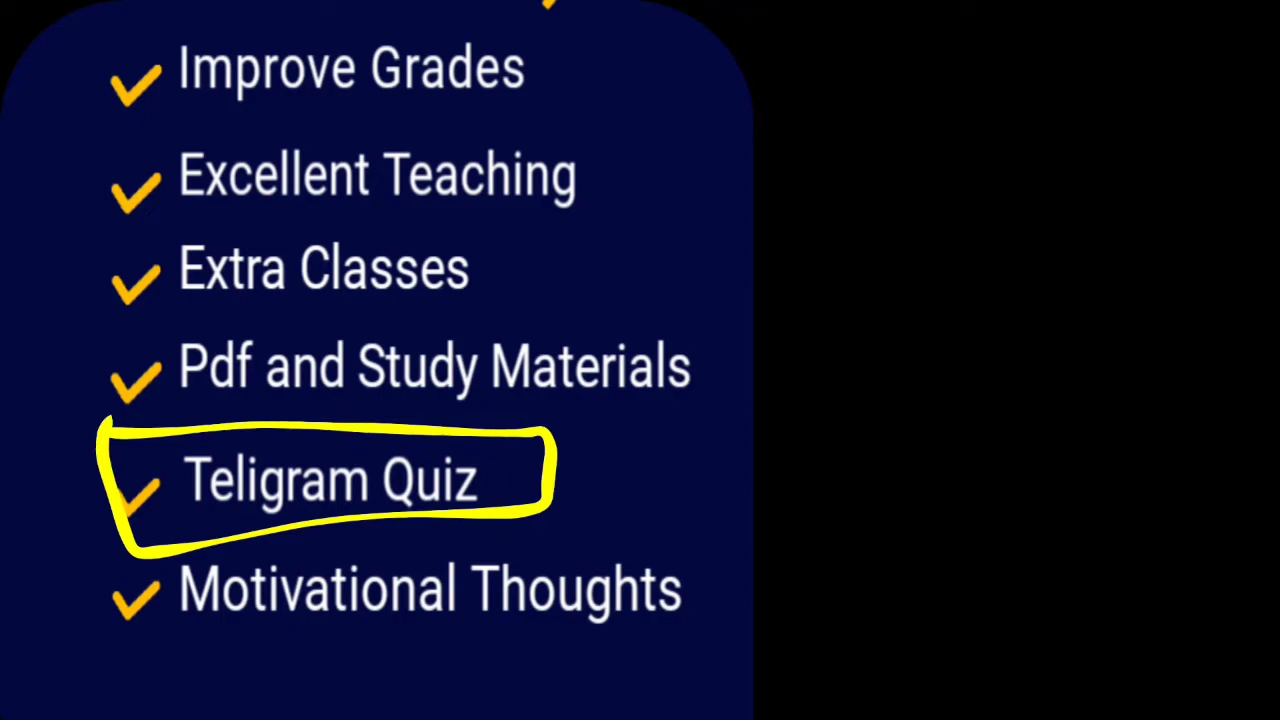 Improve Grades
Excellent Teaching
Extra Classes
Pdf and Study Materials
Teligram Quiz
Motivational Thoughts